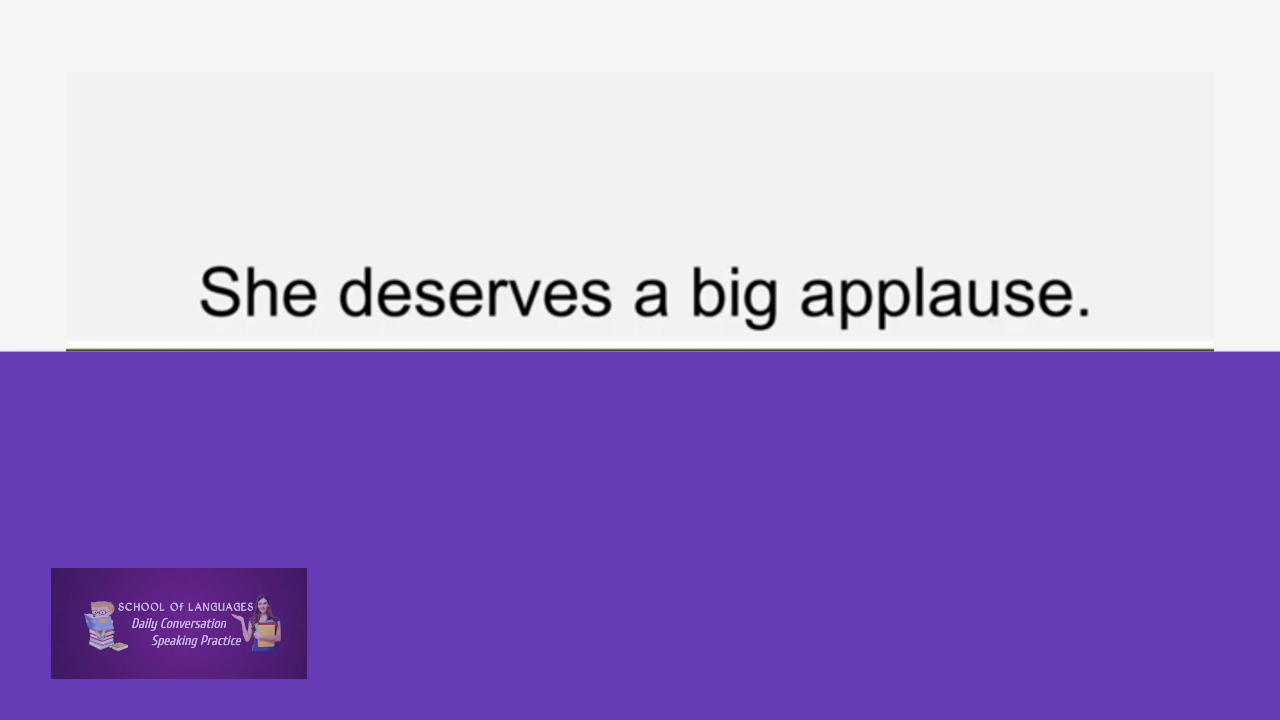 She deserves a big applause.
SCHOOL Of LANGUAGES
Daily Conversation
Speaking Practice